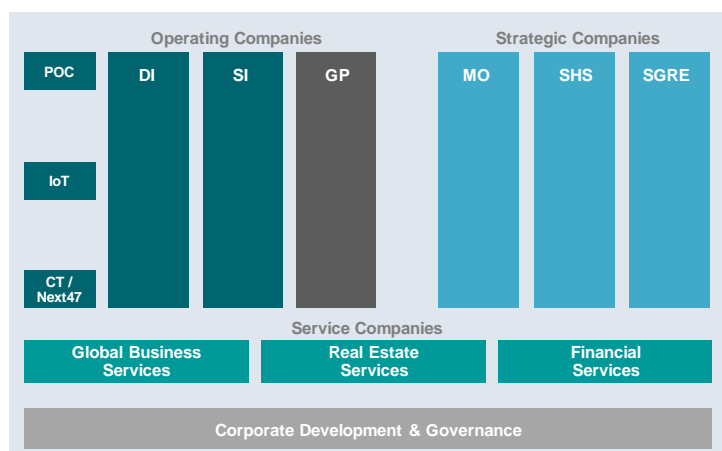 Operating Companies
Strategic Companies
POC
DI
SI
GP
MO
SHS
SGRE
IoT
CT /
Next47
Service Companies
Global Business
Services
Real Estate
Services
Financial
Services
Corporate Development & Governance